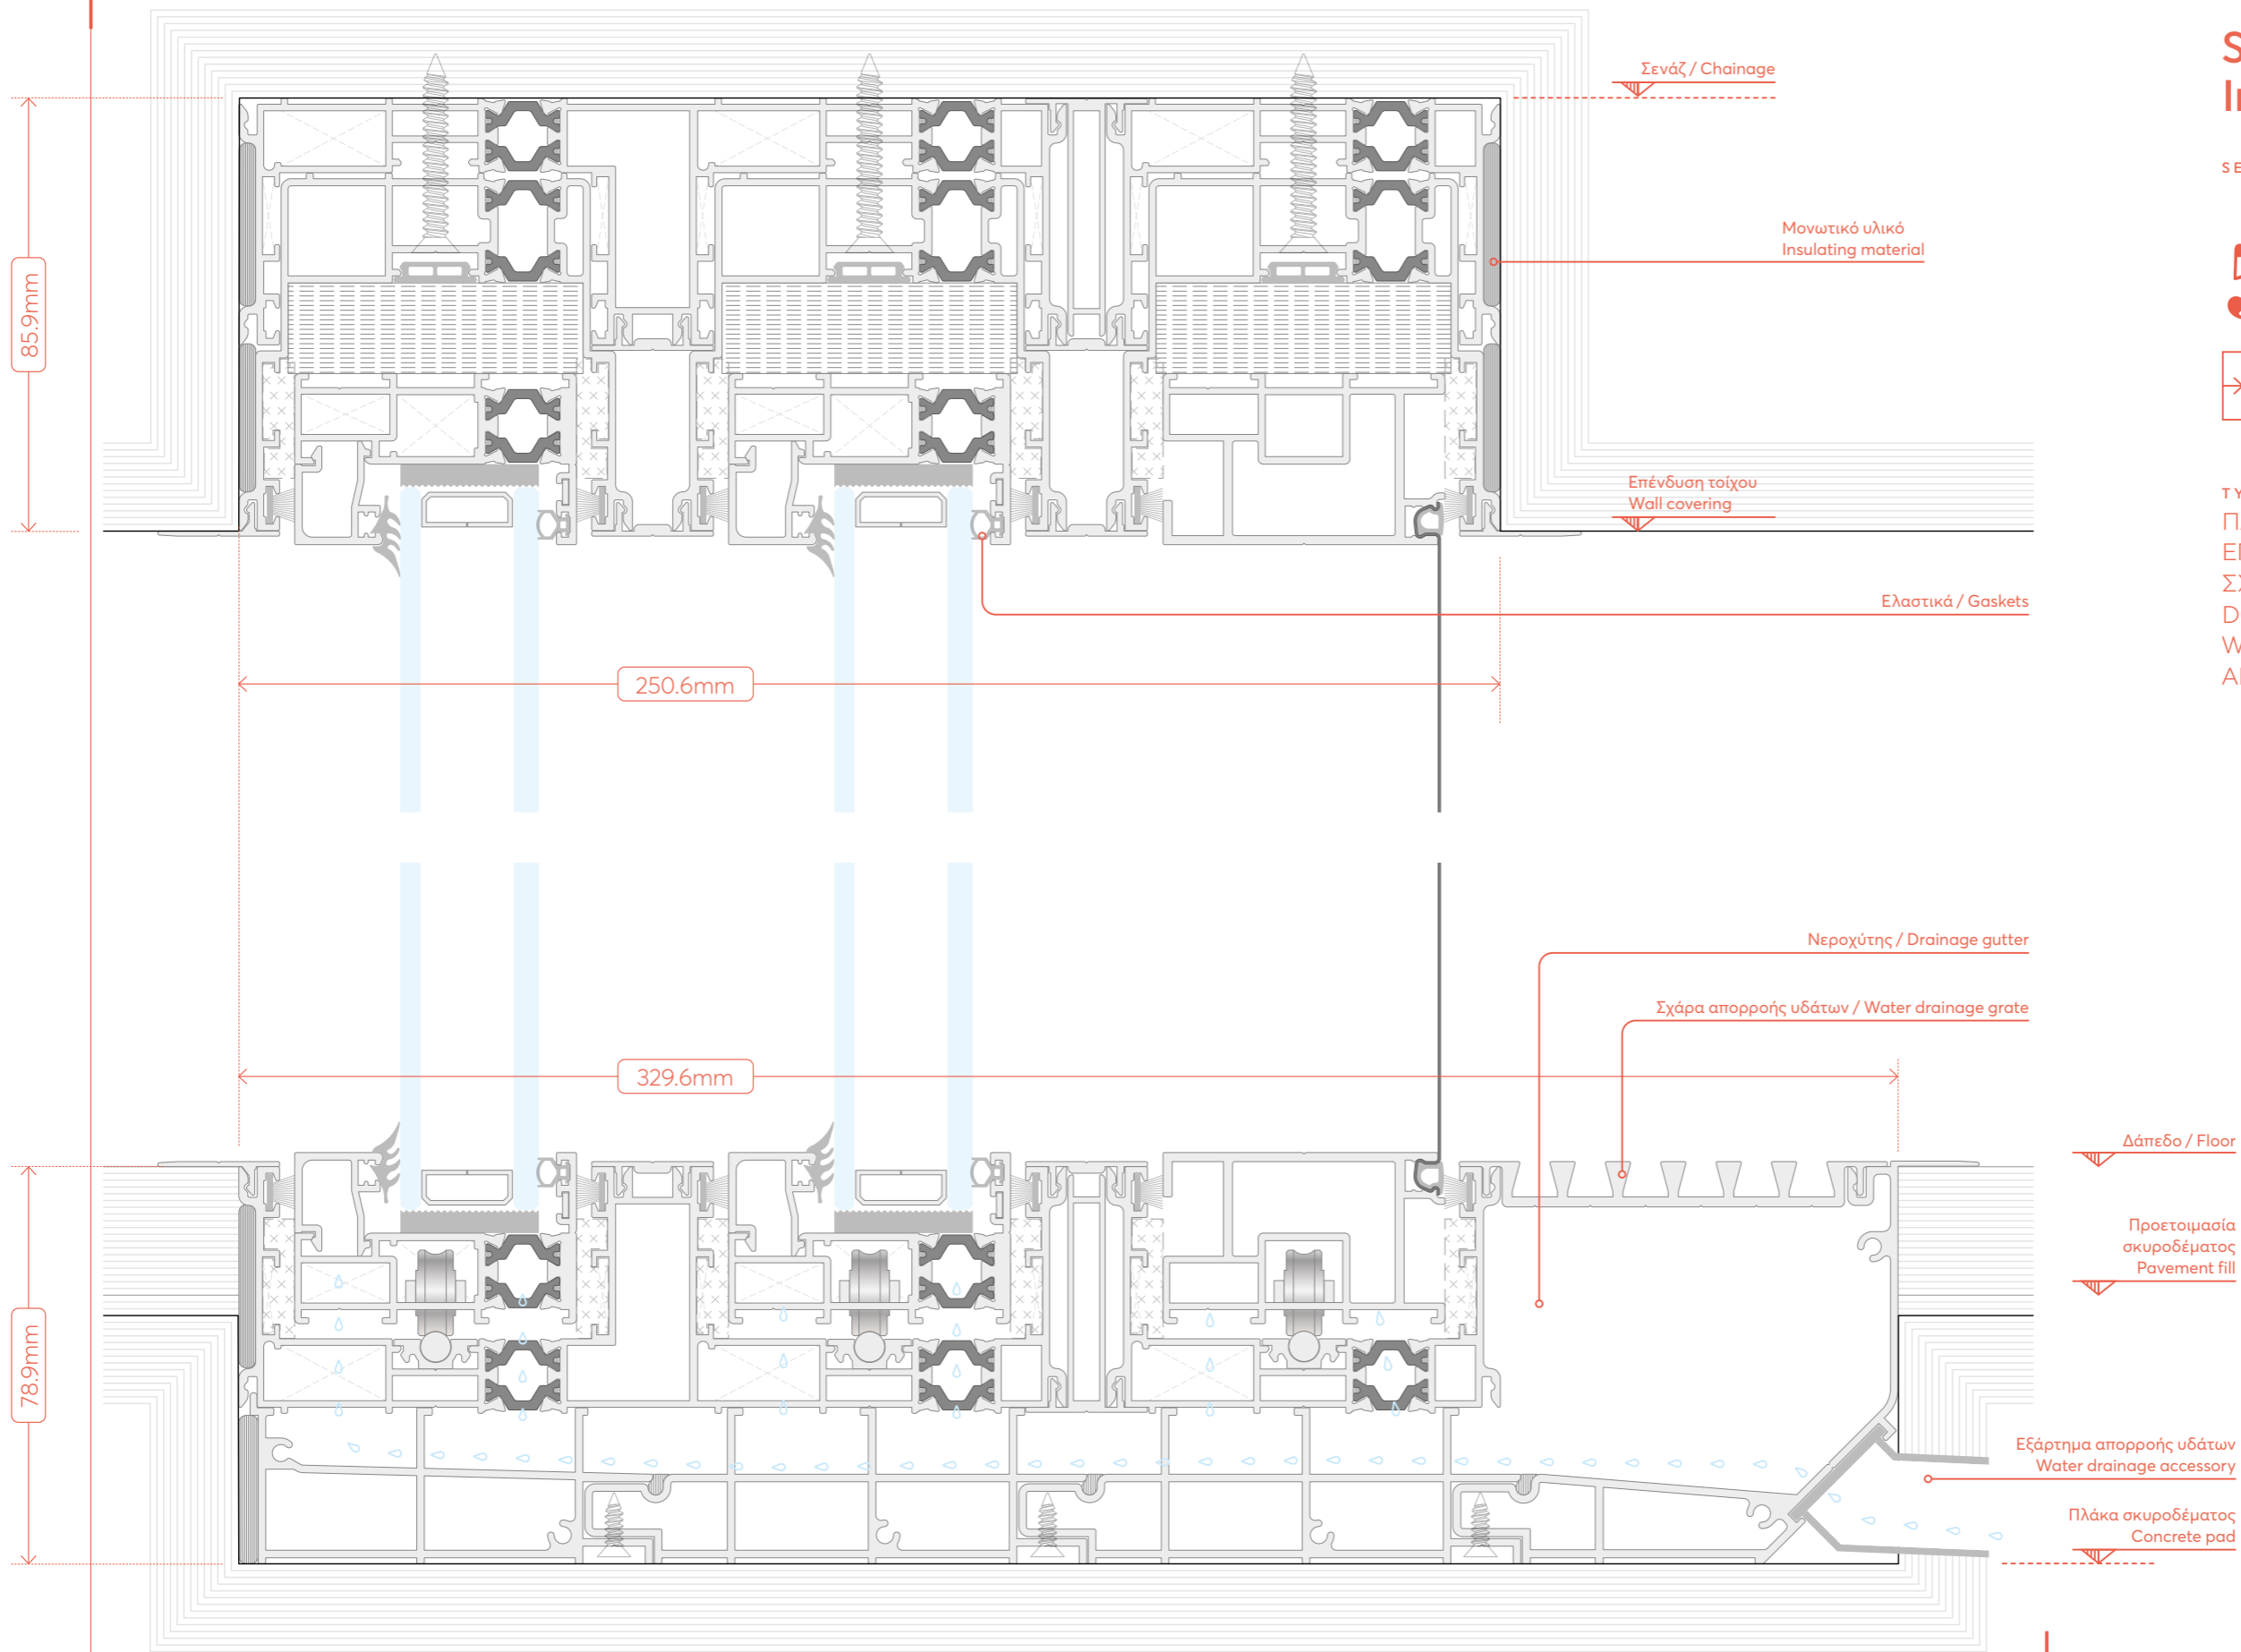 Σενάζ / Chainage
Μονωτικό υλικό
Insulating material
85.9mm
Επένδυση τοίχου
Wall covering
Ελαστικά / Gaskets
250.6mm
Νεροχύτης / Drainage gutter
Σχάρα απορροής υδάτων / Water drainage grate
329.6mm
Δάπεδο / Floor
Προετοιμασία
σκυροδέματος
Pavement fill
78.9mm
Εξάρτημα απορροής υδάτων
Water drainage accessory
Πλάκα σκυροδέματος
Concrete pad